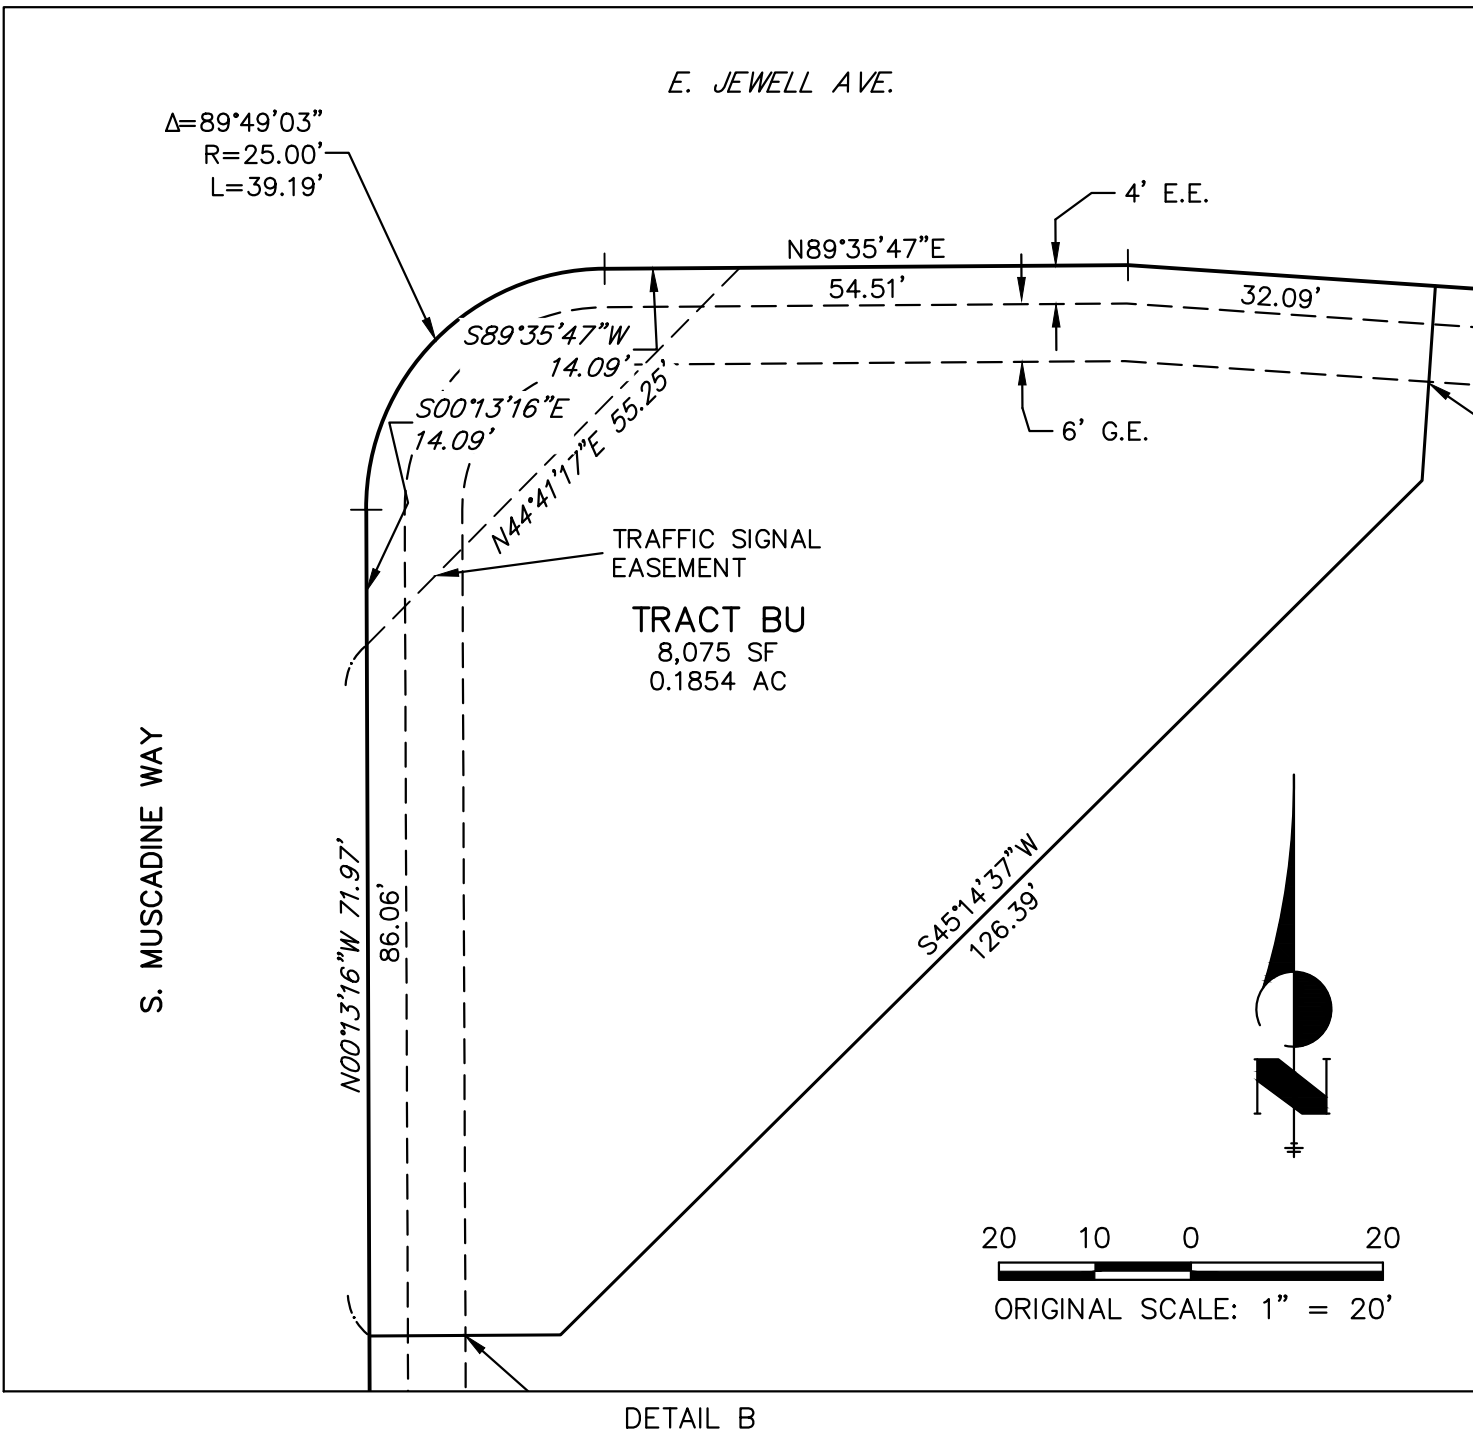 E. JEWELL AVE.
Δ=89°49'03"
R=25.00'
L=39.19'
4' E.E.
N89°35'47"E
54.51'
32.09'
S89°35'47"W
14.09'
S00°13'16"E
14.09'
N44°41'17"E 55.25'
6' G.E.
TRAFFIC SIGNAL
EASEMENT
TRACT BU
8,075 SF
0.1854 AC
S. MUSCADINE WAY
N00°13'16"W 71.97'
86.06'
S45°14'37"W
126.39'
N
20 10 0 20
ORIGINAL SCALE: 1" = 20'
DETAIL B